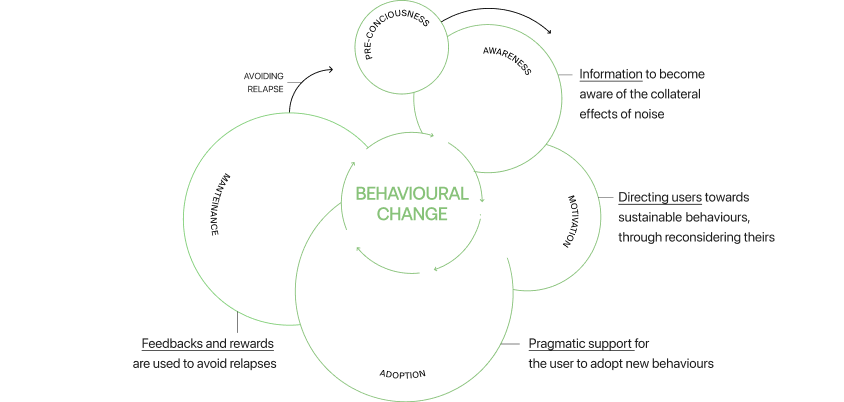 PRE-CONCIOUSNESS
AWARENESS
AVOIDING
RELAPSE
Information to become
aware of the collateral
effects of noise
MANTEINANCE
BEHAVIOURAL
CHANGE
MOTIVATION
Directing users towards
sustainable behaviours,
through reconsidering theirs
Feedbacks and rewards
are used to avoid relapses
Pragmatic support for
the user to adopt new behaviours
ADOPTION